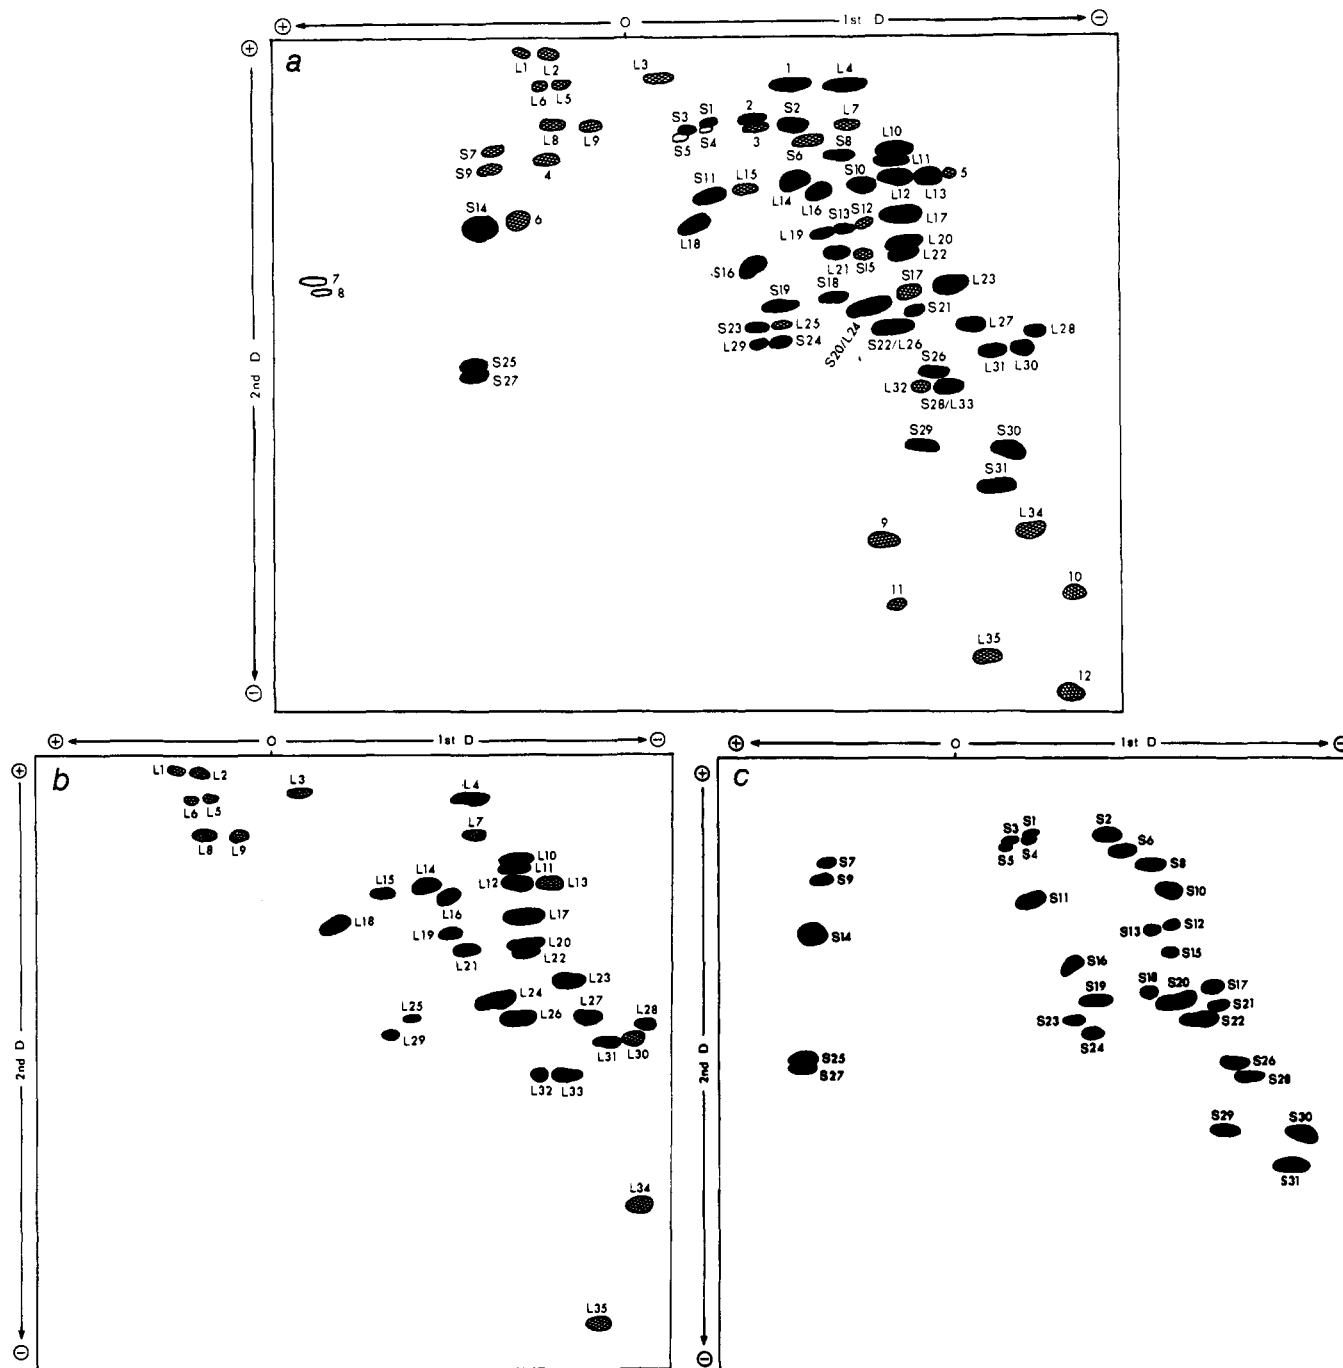 ⊕ O 1st D ⊖
⊕ 2nd D ⊖
a
L1 L2 L3 1 L4
L6 L5
S3 S1 2 S2 L7
L8 L9 S5 S4 3 S6 S8 L10
S7 4 L11
S9 S11 L15 L14 L16 S10 L12 L13 5
S14 6 L18 L19 S13 S12 L17
L20
S16 L21 S15 L22
7 S17 L23
8 S19 S18 S21
S23 L25 S20/L24 S22/L26 L27 L28
L29 S24 L31 L30
S25 S26
S27 L32 S28/L33
S29 S30
S31
9 L34
11 10
L35
12
⊕ O 1st D ⊖
⊕ 2nd D ⊖
b
L1 L2 L3 L4
L6 L5
L8 L9 L7
L10
L11
L15 L14 L12 L13
L16
L18 L17
L19
L20
L21 L22
L23
L24
L25 L26 L27 L28
L29 L31 L30
L32 L33
L34
L35
⊕ O 1st D ⊖
⊕ 2nd D ⊖
c
S3 S1 S2
S5 S4 S6
S7 S8
S9 S10
S11
S14 S13 S12
S16 S15
S19 S18 S20 S17
S21
S23 S22
S24
S25 S26
S27 S28
S29 S30
S31